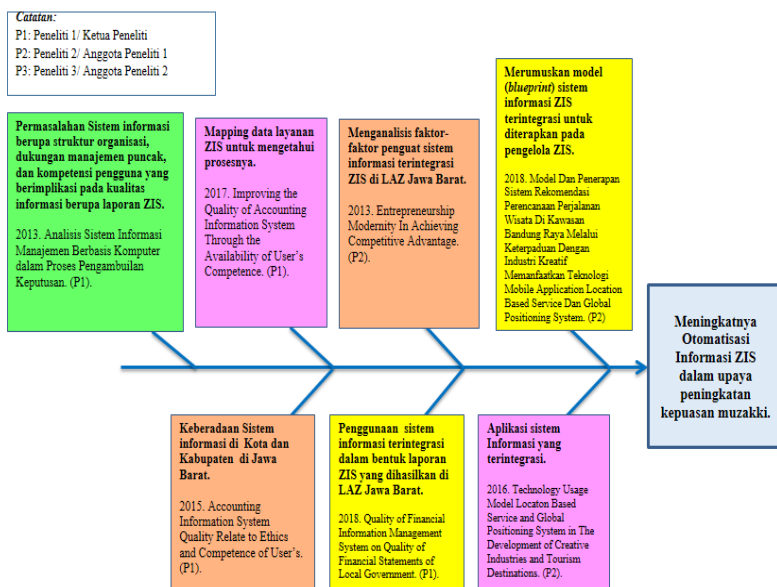 Catatan:
P1: Peneliti 1/ Ketua Peneliti
P2: Peneliti 2/ Anggota Peneliti 1
P3: Peneliti 3/ Anggota Peneliti 2
Permasalahan Sistem informasi
berupa struktur organisasi,
dukungan manajemen puncak,
dan kompetensi pengguna yang
berimplikasi pada kualitas
informasi berupa laporan ZIS.
2013. Analisis Sistem Informasi
Manajemen Berbasis Komputer
dalam Proses Pengambilan
Keputusan. (P1).
Mapping data layanan
ZIS untuk mengetahui
prosesnya.
2017. Improving the
Quality of Accounting
Information System
Through the
Availability of User’s
Competence. (P1).
Menganalisis faktor-
faktor penguat sistem
informasi terintegrasi
ZIS di LAZ Jawa Barat.
2013. Entrepreneurship
Modernity In Achieving
Competitive Advantage.
(P2).
Merumuskan model
(blueprint) sistem
informasi ZIS
terintegrasi untuk
diterapkan pada
pengelola ZIS.
2018. Model Dan Penerapan
Sistem Rekomendasi
Perencanaan Perjalanan
Wisata Di Kawasan
Bandung Raya Melalui
Keterpaduan Dengan
Industri Kreatif
Memanfaatkan Teknologi
Mobile Application Location
Based Service Dan Global
Positioning System. (P2)
Meningkatnya
Otomatisasi
Informasi ZIS
dalam upaya
peningkatan
kepuasan muzakki.
Keberadaan Sistem
informasi di Kota dan
Kabupaten di Jawa
Barat.
2015. Accounting
Information System
Quality Relate to Ethics
and Competence of User’s.
(P1).
Penggunaan sistem
informasi terintegrasi
dalam bentuk laporan
ZIS yang dihasilkan di
LAZ Jawa Barat.
2018. Quality of Financial
Information Management
System on Quality of
Financial Statements of
Local Government. (P1).
Aplikasi sistem
Informasi yang
terintegrasi.
2016. Technology Usage
Model Locaton Based
Service and Global
Positioning System in The
Development of Creative
Industries and Tourism
Destinations. (P2).